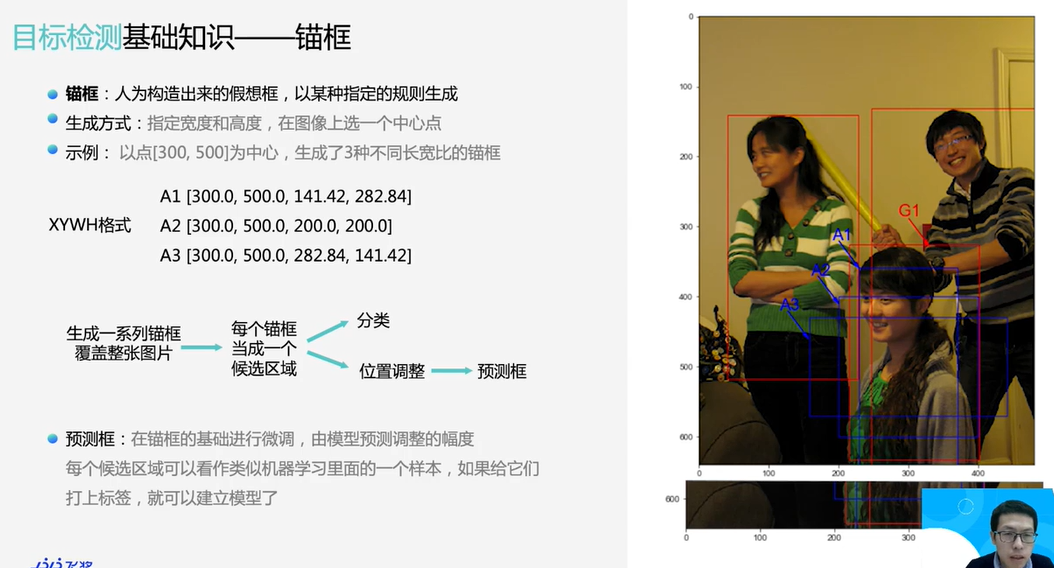 目标检测基础知识——锚框
锚框：人为构造出来的假想框，以某种指定的规则生成
生成方式：指定宽度和高度，在图像上选一个中心点
示例： 以点[300, 500]为中心，生成了3种不同长宽比的锚框
XYWH格式
A1 [300.0, 500.0, 141.42, 282.84]
A2 [300.0, 500.0, 200.0, 200.0]
A3 [300.0, 500.0, 282.84, 141.42]
生成一系列锚框
覆盖整张图片
每个锚框
当成一个
候选区域
分类
位置调整
预测框
预测框：在锚框的基础进行微调，由模型预测调整的幅度
每个候选区域可以看作类似机器学习里面的一个样本，如果给它们
打上标签，就可以建立模型了
飞桨
0
100
200
300
400
500
600
G1
A1
A2
A3
0
100
200
300
400
600
0
100
200
300